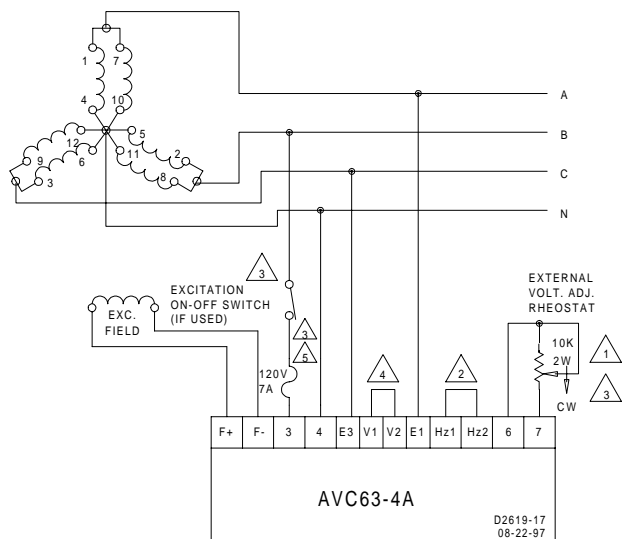 1 7
4 10
A
12 5
B
9 6 11 2
3 8
C
N
3
EXCITATION
ON-OFF SWITCH
(IF USED)
EXC.
FIELD
3
5
120V
7A
4
2
EXTERNAL
VOLT. ADJ.
RHEOSTAT
10K
2W
1
CW
3
F+ F- 3 4 E3 V1 V2 E1 Hz1 Hz2 6 7
AVC63-4A
D2619-17
08-22-97